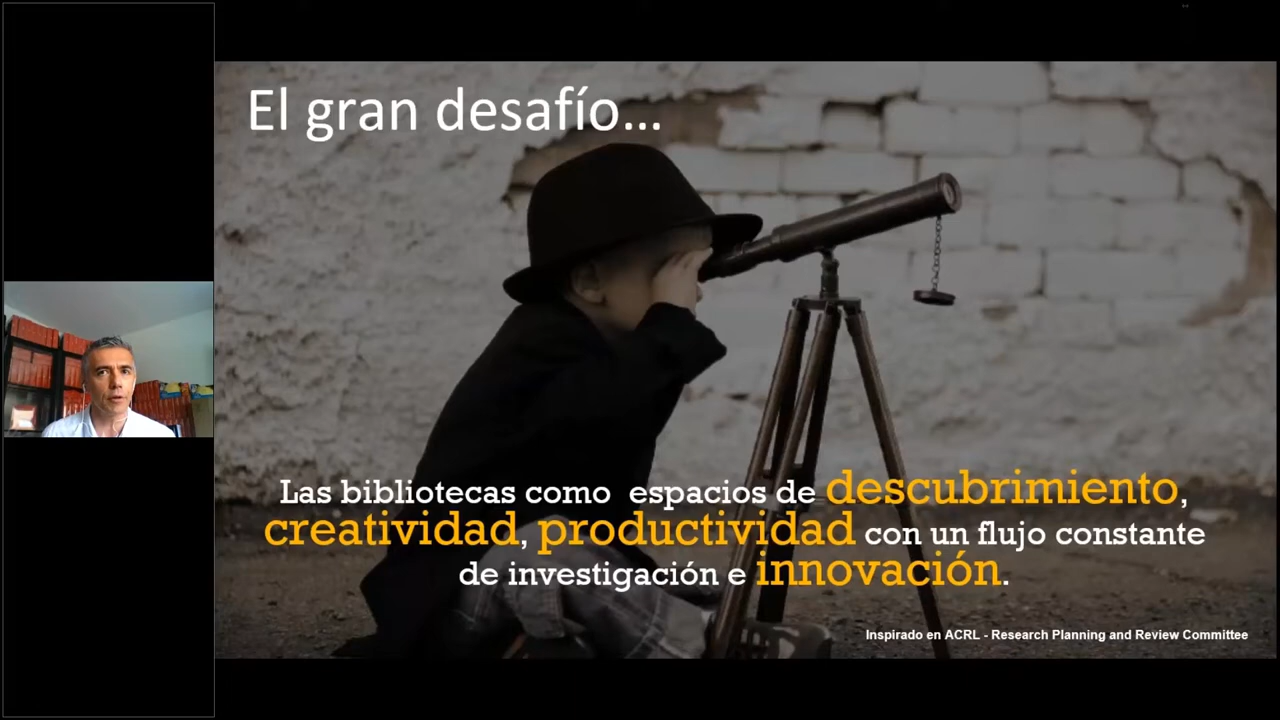 El gran desafío...
Las bibliotecas como espacios de descubrimiento,
creatividad, productividad con un flujo constante
de investigación e innovación.
Inspirado en ACRL - Research Planning and Review Committee